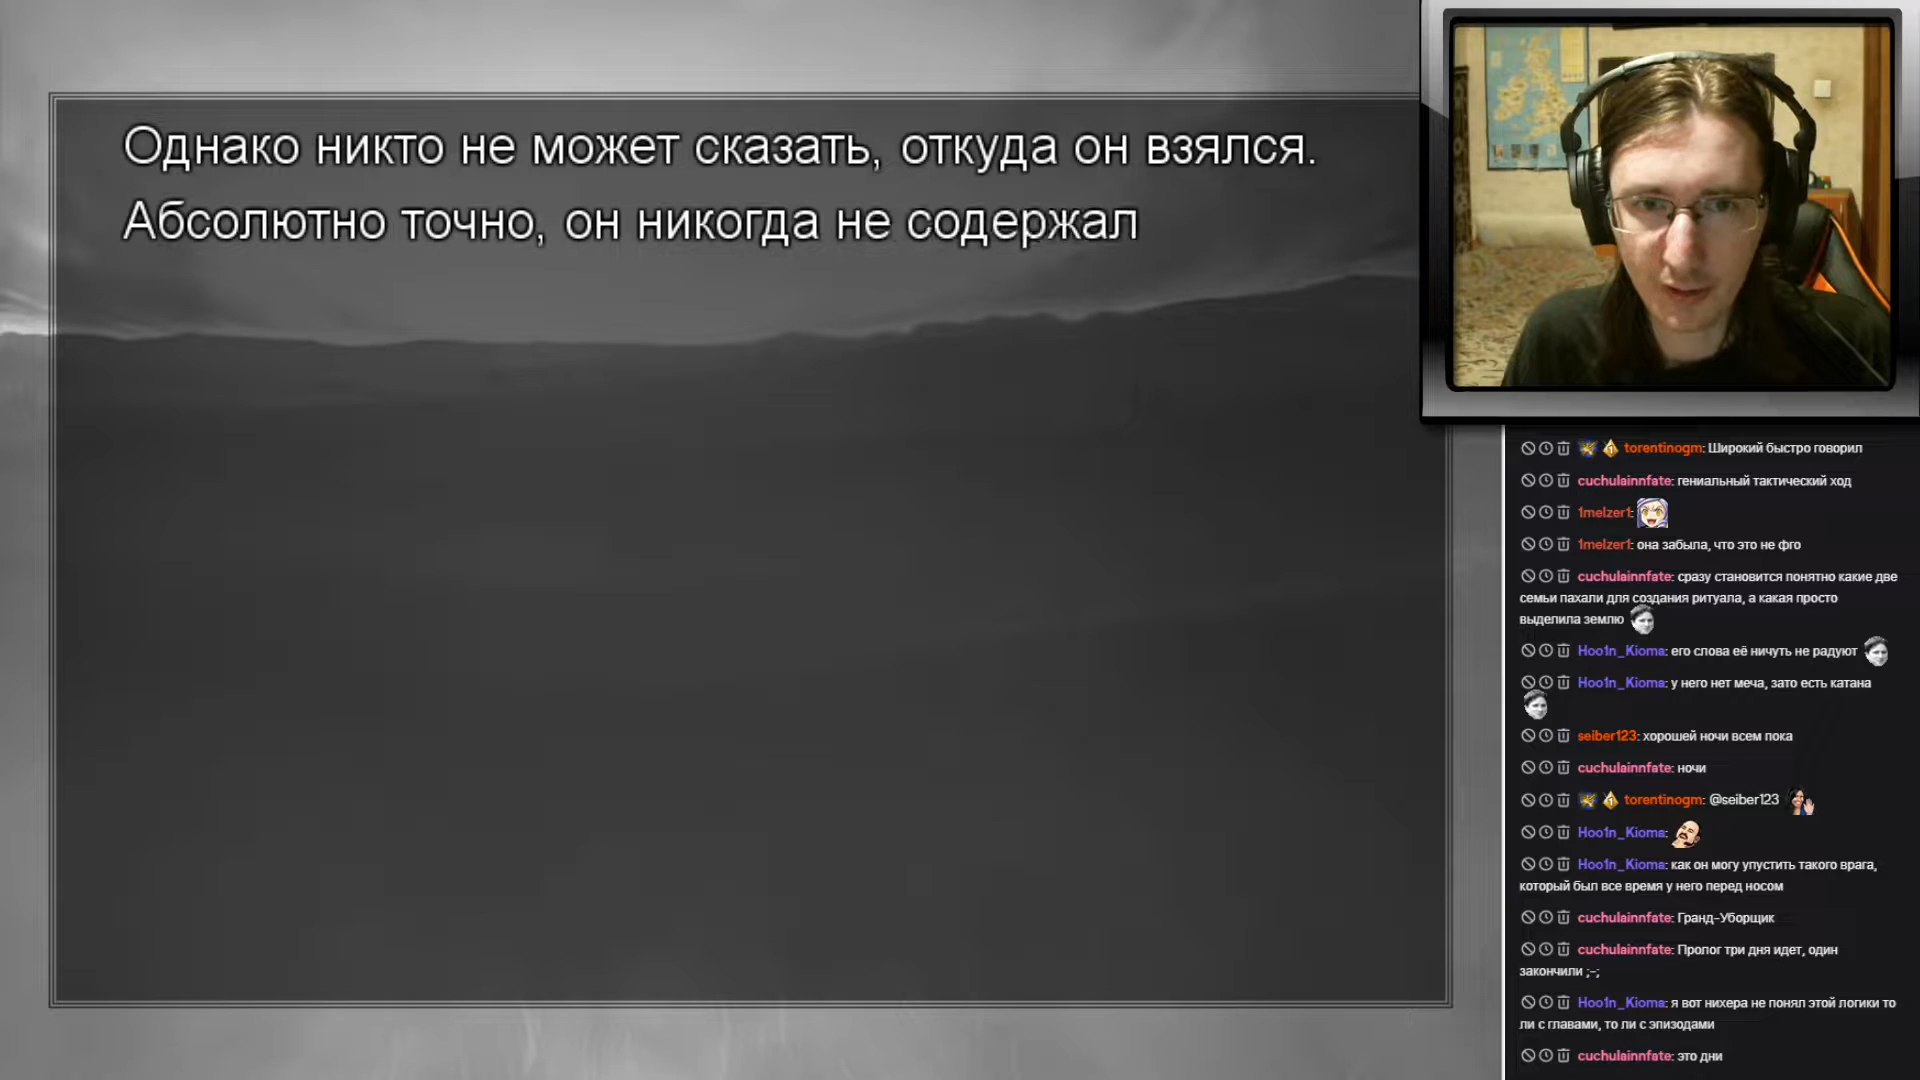 Однако никто не может сказать, откуда он взялся.
Абсолютно точно, он никогда не содержал
torentinogm: Широкий быстро говорил
cuchulainnfate: гениальный тактический ход
1melzer1:
1melzer1: она забыла, что это не фго
cuchulainnfate: сразу становится понятно какие две
семьи пахали для создания ритуала, а какая просто
выделила землю
Hoo1n_Kioma: его слова её ничуть не радуют
Hoo1n_Kioma: у него нет меча, зато есть катана
seiber123: хорошей ночи всем пока
cuchulainnfate: ночи
torentinogm: @seiber123
Hoo1n_Kioma:
Hoo1n_Kioma: как он могу упустить такого врага,
который был все время у него перед носом
cuchulainnfate: Гранд-Уборщик
cuchulainnfate: Пролог три дня идет, один
закончили ;-;
Hoo1n_Kioma: я вот нихера не понял этой логики то
ли с главами, то ли с эпизодами
cuchulainnfate: это дни